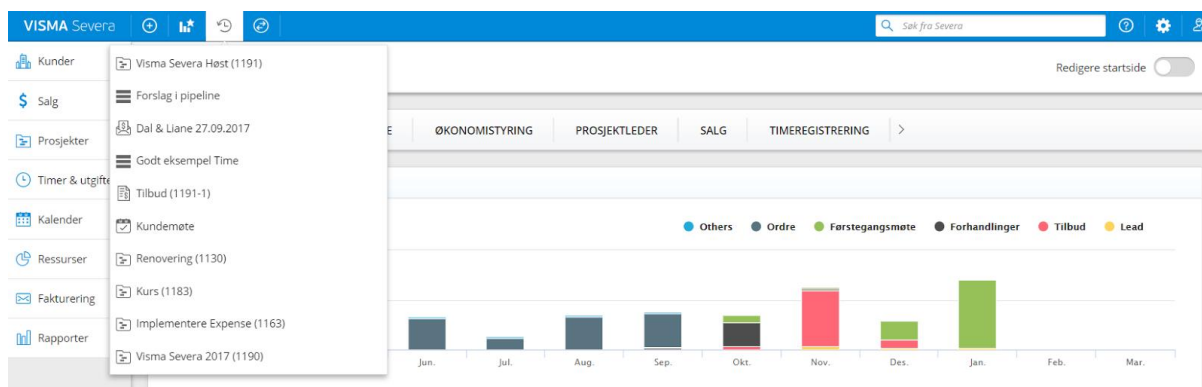 VISMA Severa
Søk fra Severa
Kunder
Salg
Prosjekter
Timer & utgifte
Kalender
Ressurser
Fakturering
Rapporter
Visma Severa Høst (1191)
Forslag i pipeline
Dal & Liane 27.09.2017
Godt eksempel Time
Tilbud (1191-1)
Kundemøte
Renovering (1130)
Kurs (1183)
Implementere Expense (1163)
Visma Severa 2017 (1190)
Redigere startside
E ØKONOMISTYRING PROSJEKTLEDER SALG TIMEREGISTRERING
Others Ordre Førstegangsmøte Forhandlinger Tilbud Lead
Jun. Jul. Aug. Sep. Okt. Nov. Des. Jan. Feb. Mar.